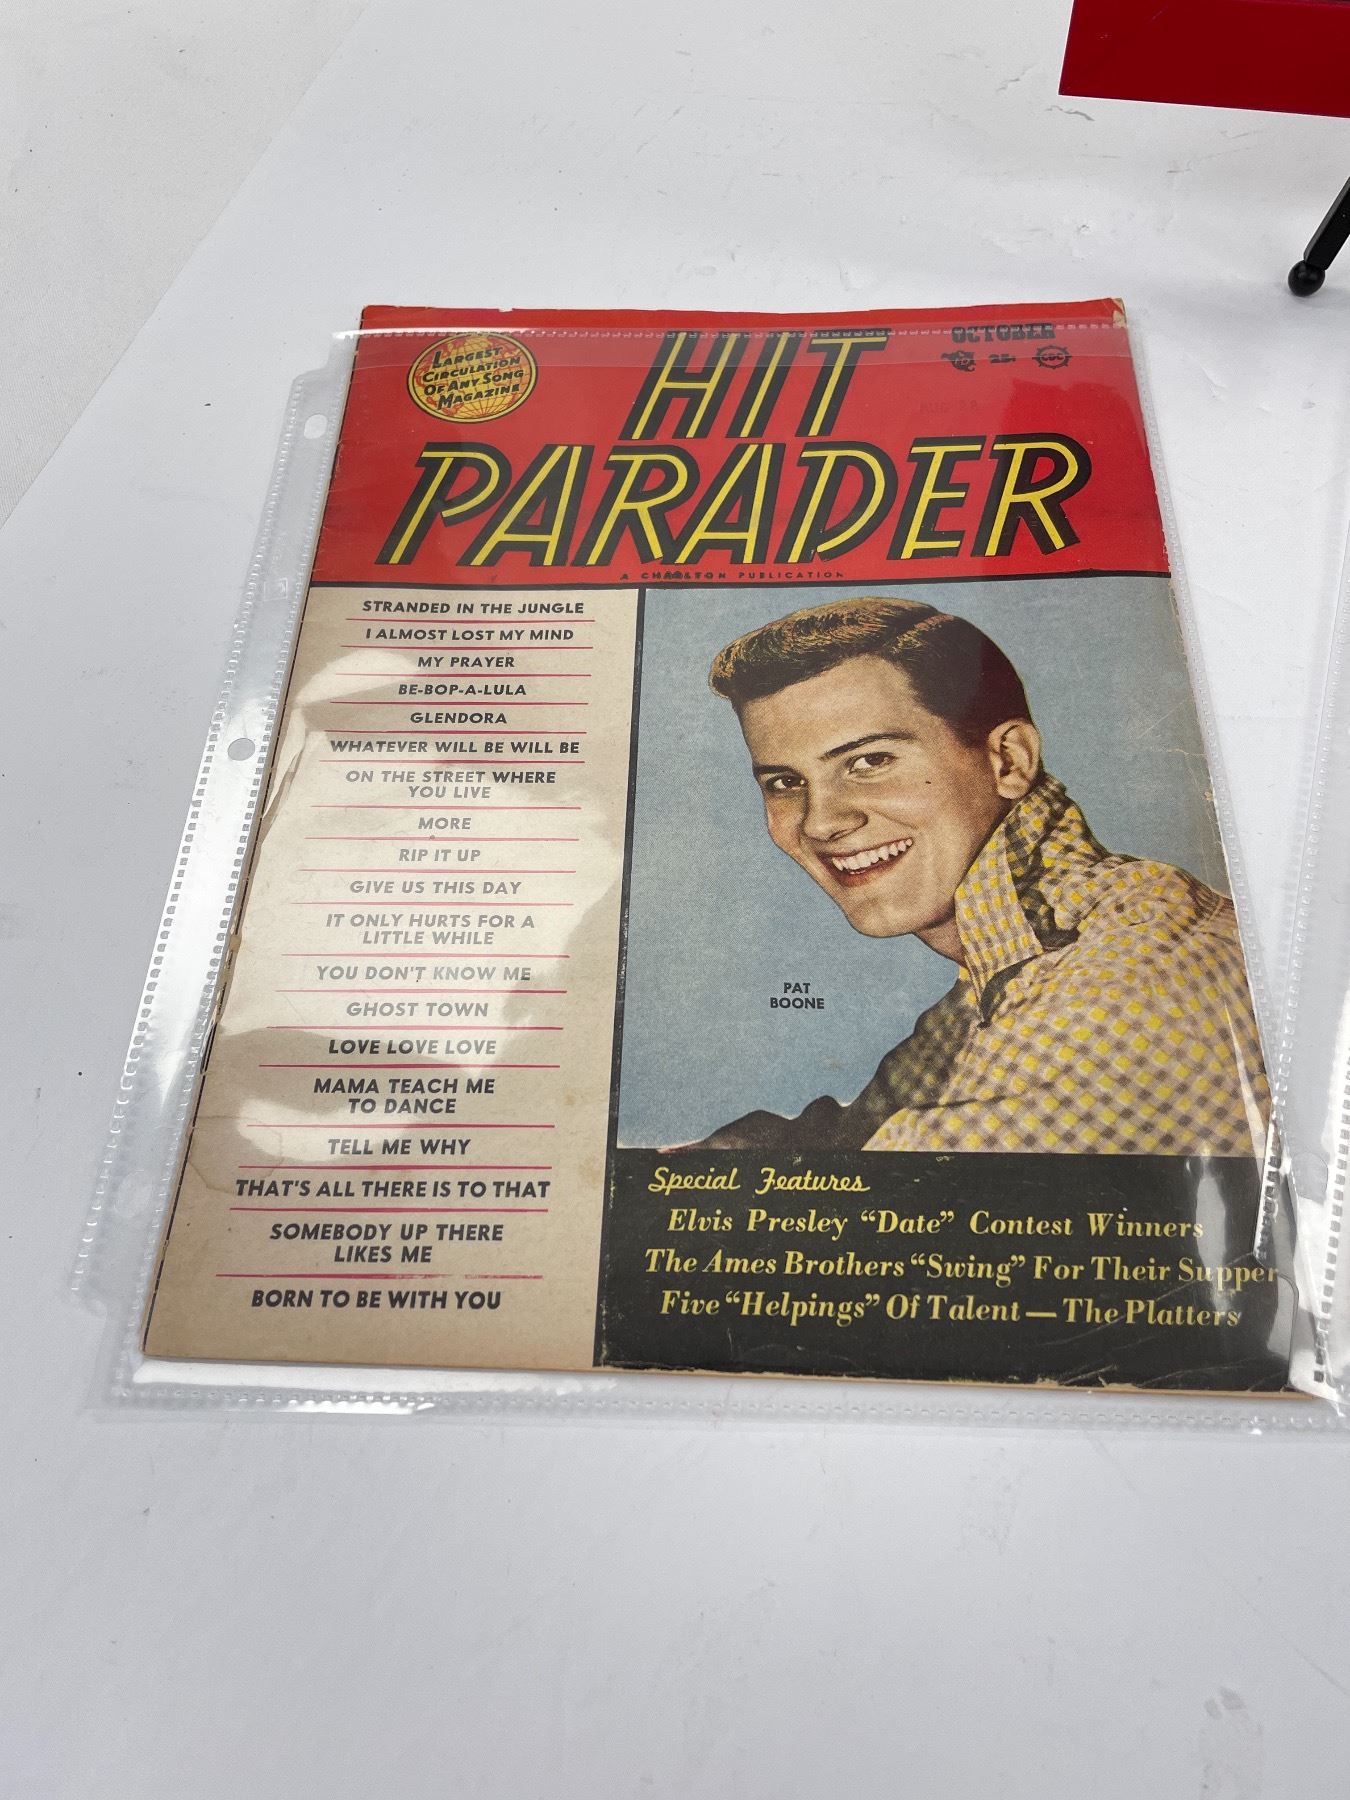 LARGEST
CIRCULATION
OF ANY SONG
MAGAZINE
HIT
PARADER
OCTOBER
25¢
CDC
A CHARLTON PUBLICATION
STRANDED IN THE JUNGLE
I ALMOST LOST MY MIND
MY PRAYER
BE-BOP-A-LULA
GLENDORA
WHATEVER WILL BE WILL BE
ON THE STREET WHERE
YOU LIVE
MORE
RIP IT UP
GIVE US THIS DAY
IT ONLY HURTS FOR A
LITTLE WHILE
YOU DON'T KNOW ME
GHOST TOWN
LOVE LOVE LOVE
MAMA TEACH ME
TO DANCE
TELL ME WHY
THAT'S ALL THERE IS TO THAT
SOMEBODY UP THERE
LIKES ME
BORN TO BE WITH YOU
PAT
BOONE
Special Features
Elvis Presley “Date” Contest Winners
The Ames Brothers “Swing” For Their Supper
Five “Helpings” Of Talent — The Platters